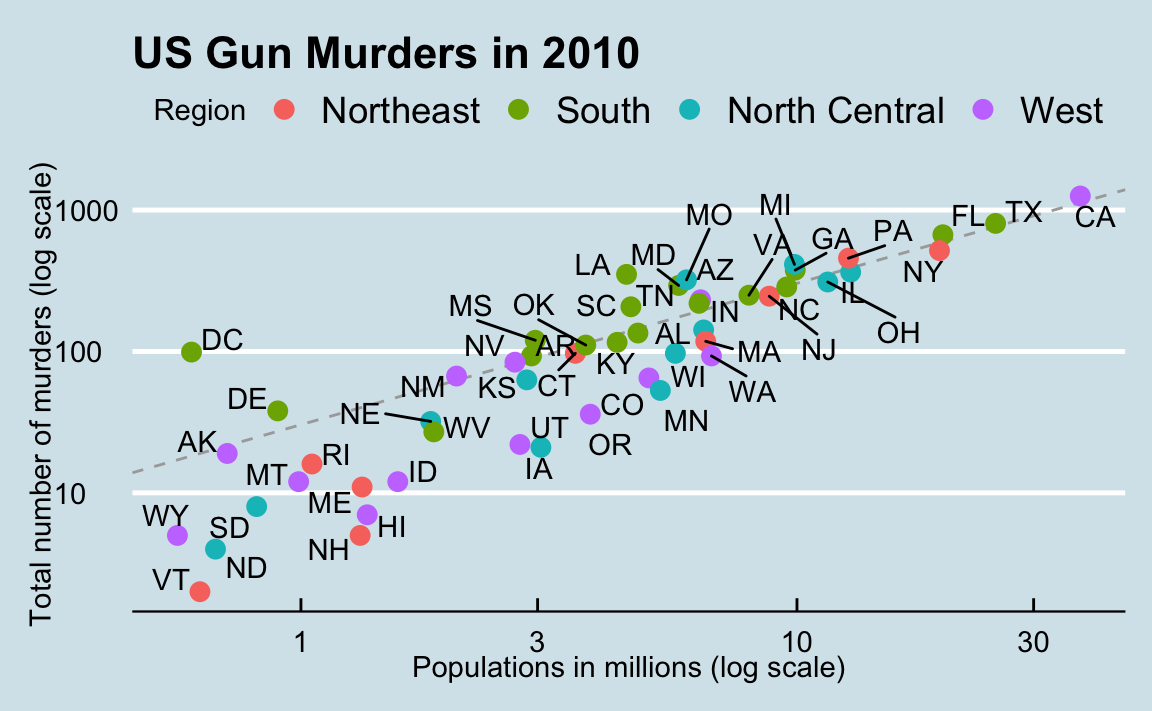 US Gun Murders in 2010
Region Northeast South North Central West
Total number of murders (log scale)
1000
100
10
MO
MI
FL
TX
CA
MD
VA
GA
PA
LA
AZ
NY
MS
OK
SC
TN
IN
NC
IL
OH
DC
NV
AR
AL
MA
NJ
KY
NM
KS
CT
WI
WA
DE
NE
CO
MN
AK
WV
UT
OR
RI
MT
ID
IA
ME
WY
SD
HI
NH
ND
VT
1 3 10 30
Populations in millions (log scale)